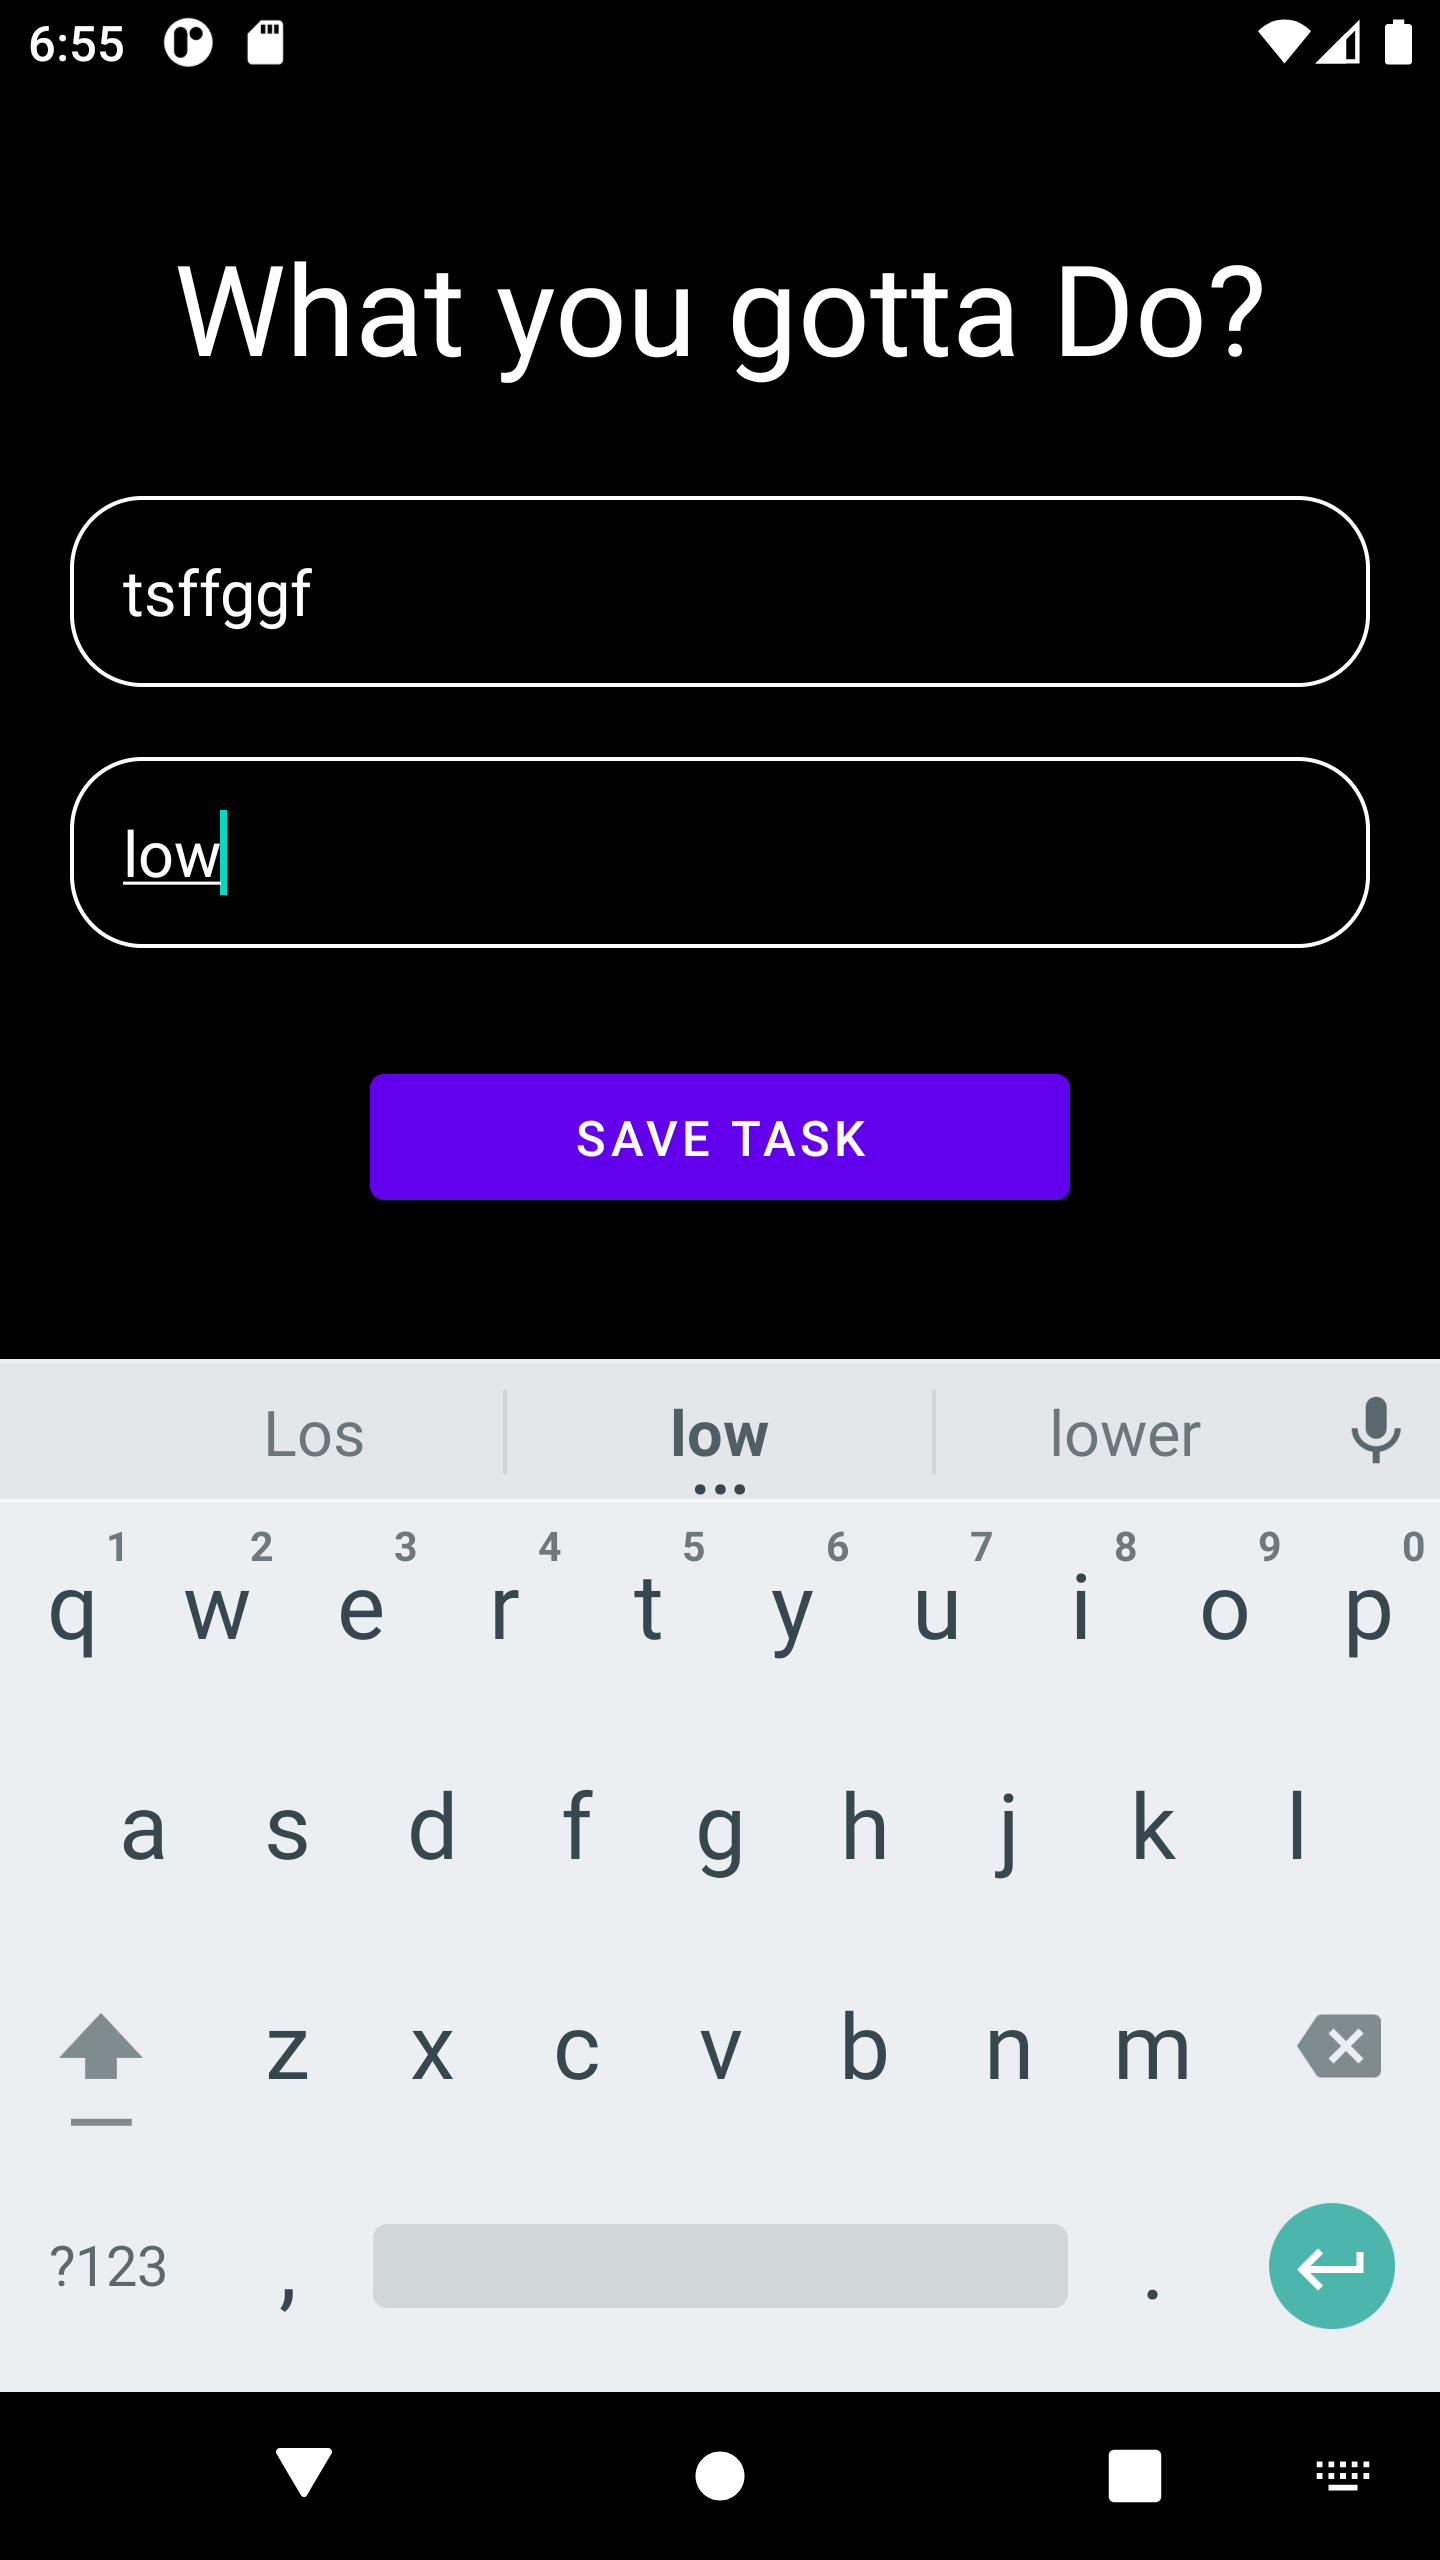 6:55
What you gotta Do?
tsffggf
low
SAVE TASK
Los low lower
1 2 3 4 5 6 7 8 9 0
q w e r t y u i o p
a s d f g h j k l
z x c v b n m
?123 , .